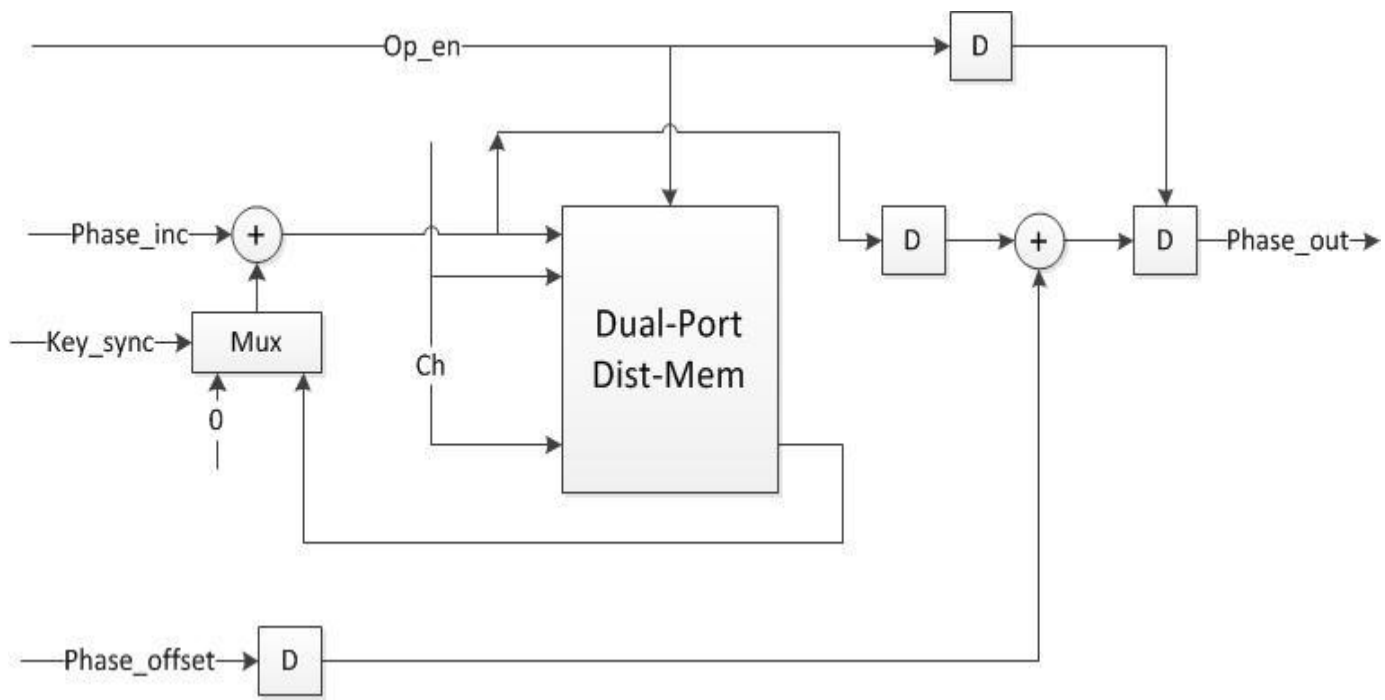 Op_en
D
Phase_inc
+
D
+
D
Phase_out
Key_sync
Mux
Dual-Port
Dist-Mem
Ch
0
Phase_offset
D